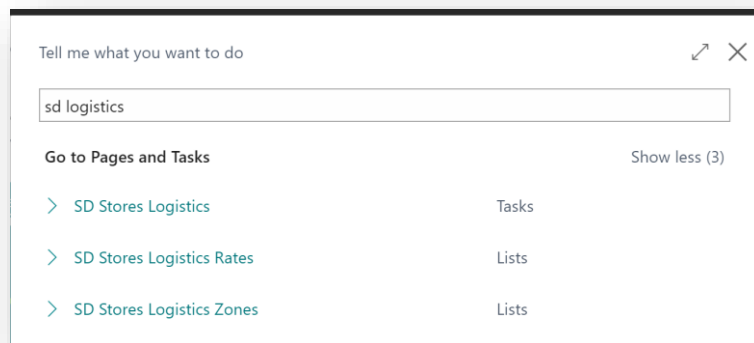 Tell me what you want to do
sd logistics
Go to Pages and Tasks Show less (3)
SD Stores Logistics Tasks
SD Stores Logistics Rates Lists
SD Stores Logistics Zones Lists